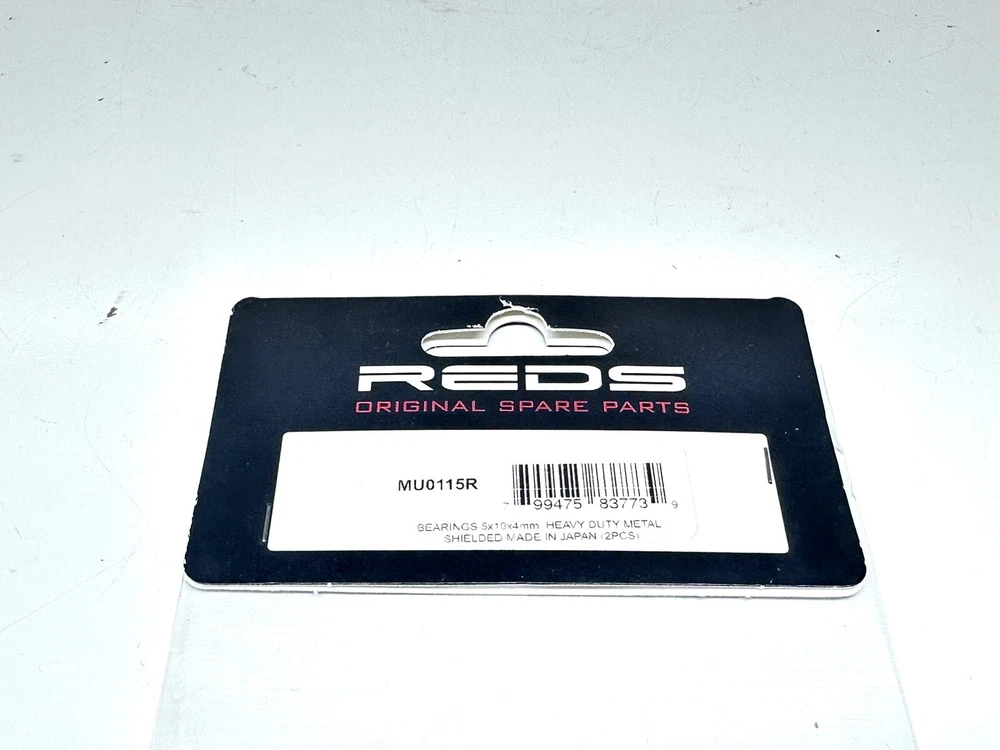 REDS
ORIGINAL SPARE PARTS
MU0115R
7 99475 83773 9
BEARINGS 5x10x4mm HEAVY DUTY METAL
SHIELDED MADE IN JAPAN (2PCS)